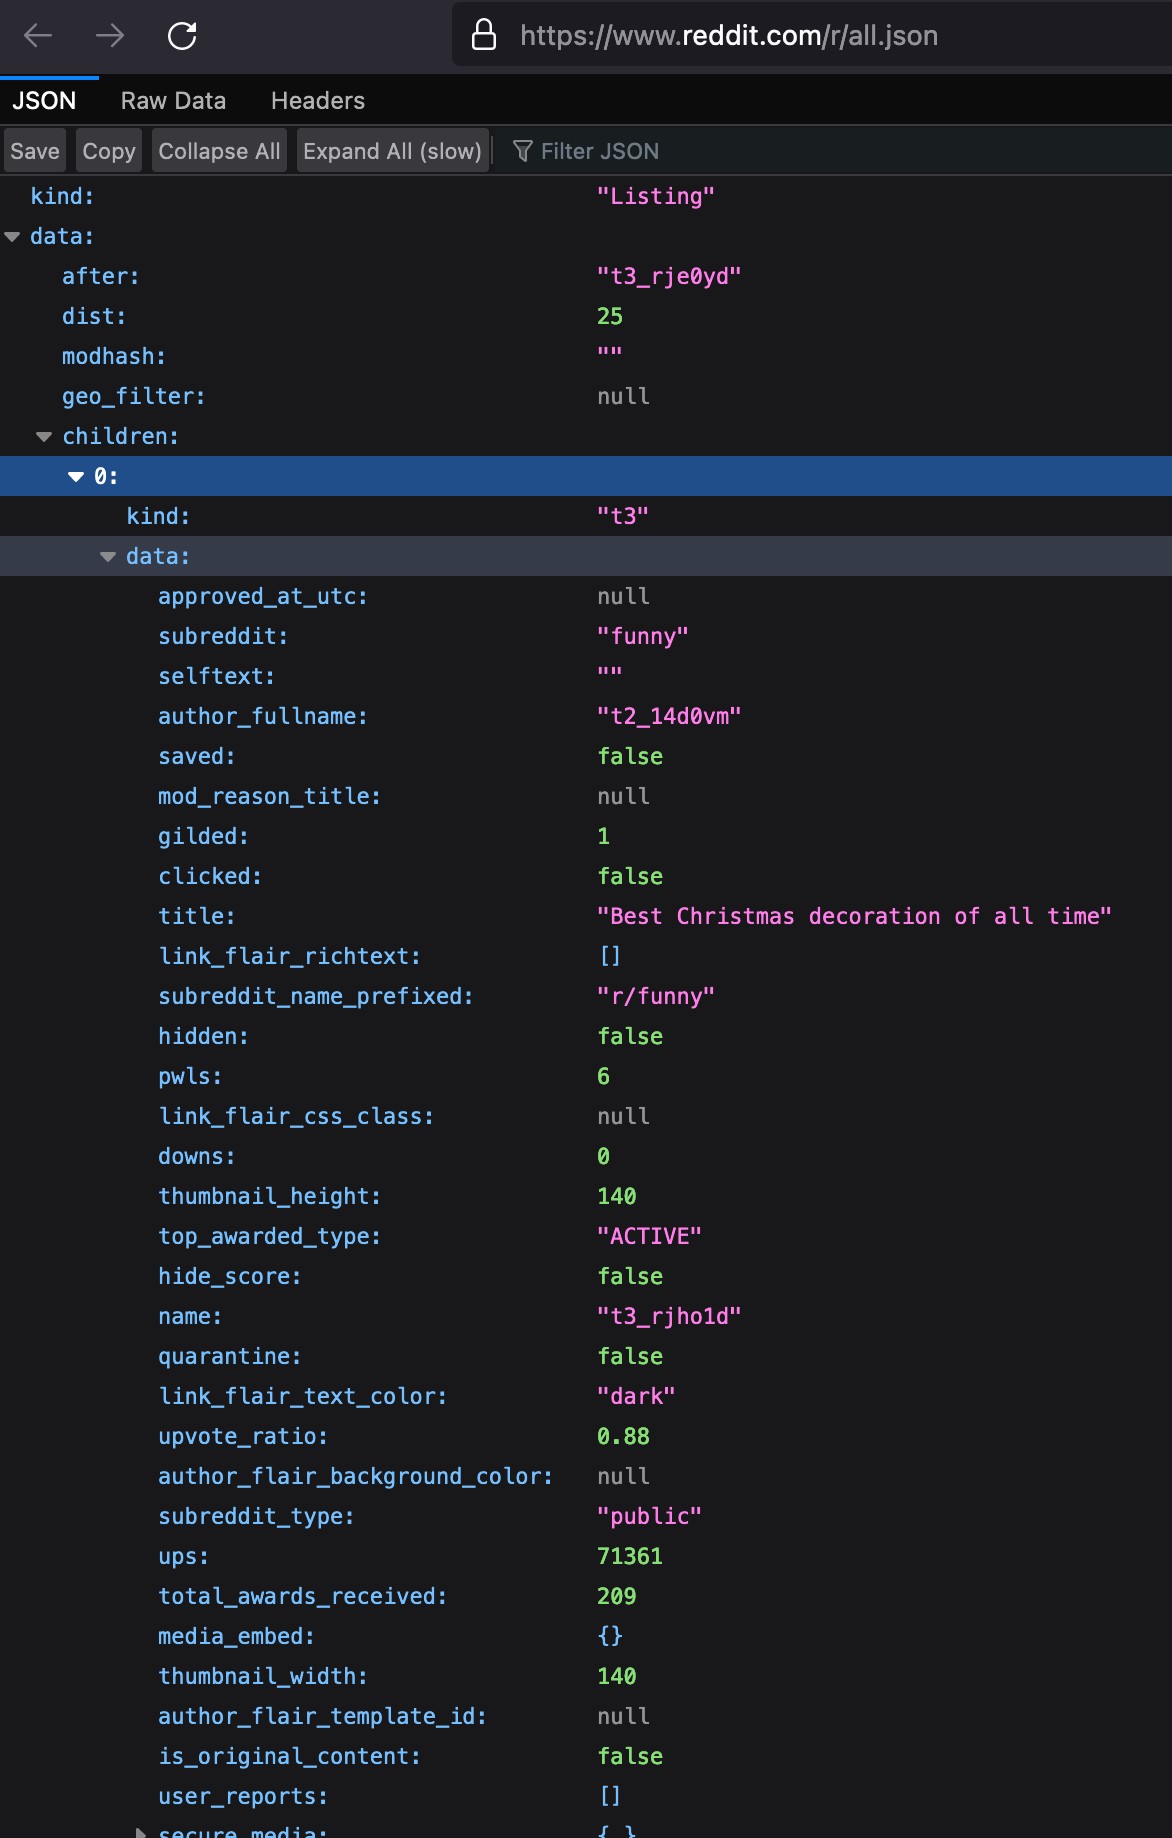 https://www.reddit.com/r/all.json
JSON Raw Data Headers
Save Copy Collapse All Expand All (slow) Filter JSON
kind: "Listing"
data:
after: "t3_rje0yd"
dist: 25
modhash: ""
geo_filter: null
children:
0:
kind: "t3"
data:
approved_at_utc: null
subreddit: "funny"
selftext: ""
author_fullname: "t2_14d0vm"
saved: false
mod_reason_title: null
gilded: 1
clicked: false
title: "Best Christmas decoration of all time"
link_flair_richtext: []
subreddit_name_prefixed: "r/funny"
hidden: false
pwls: 6
link_flair_css_class: null
downs: 0
thumbnail_height: 140
top_awarded_type: "ACTIVE"
hide_score: false
name: "t3_rjho1d"
quarantine: false
link_flair_text_color: "dark"
upvote_ratio: 0.88
author_flair_background_color: null
subreddit_type: "public"
ups: 71361
total_awards_received: 209
media_embed: {}
thumbnail_width: 140
author_flair_template_id: null
is_original_content: false
user_reports: []
secure_media: {…}